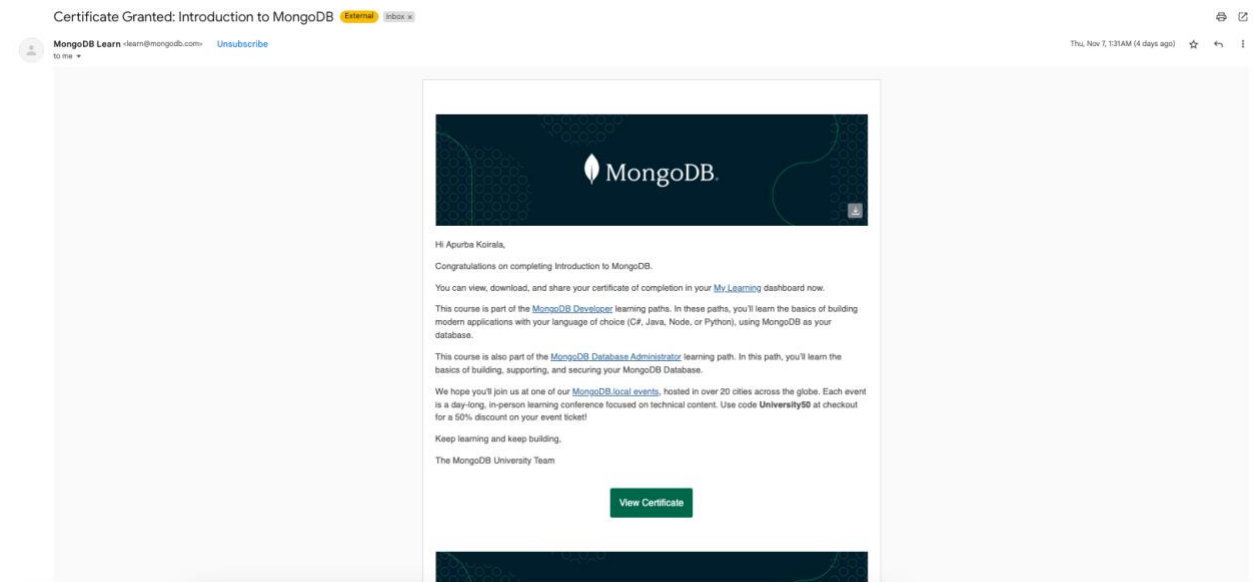 Certificate Granted: Introduction to MongoDB External Inbox x
MongoDB Learn <learn@mongodb.com> Unsubscribe
Thu, Nov 7, 1:31AM (4 days ago)
to me
MongoDB.
Hi Apurba Koirala,
Congratulations on completing Introduction to MongoDB.
You can view, download, and share your certificate of completion in your My Learning dashboard now.
This course is part of the MongoDB Developer learning paths. In these paths, you'll learn the basics of building
modern applications with your language of choice (C#, Java, Node, or Python), using MongoDB as your
database.
This course is also part of the MongoDB Database Administrator learning path. In this path, you'll learn the
basics of building, supporting, and securing your MongoDB Database.
We hope you'll join us at one of our MongoDB.local events, hosted in over 20 cities across the globe. Each event
is a day-long, in-person learning conference focused on technical content. Use code University50 at checkout
for a 50% discount on your event ticket!
Keep learning and keep building,
The MongoDB University Team
View Certificate